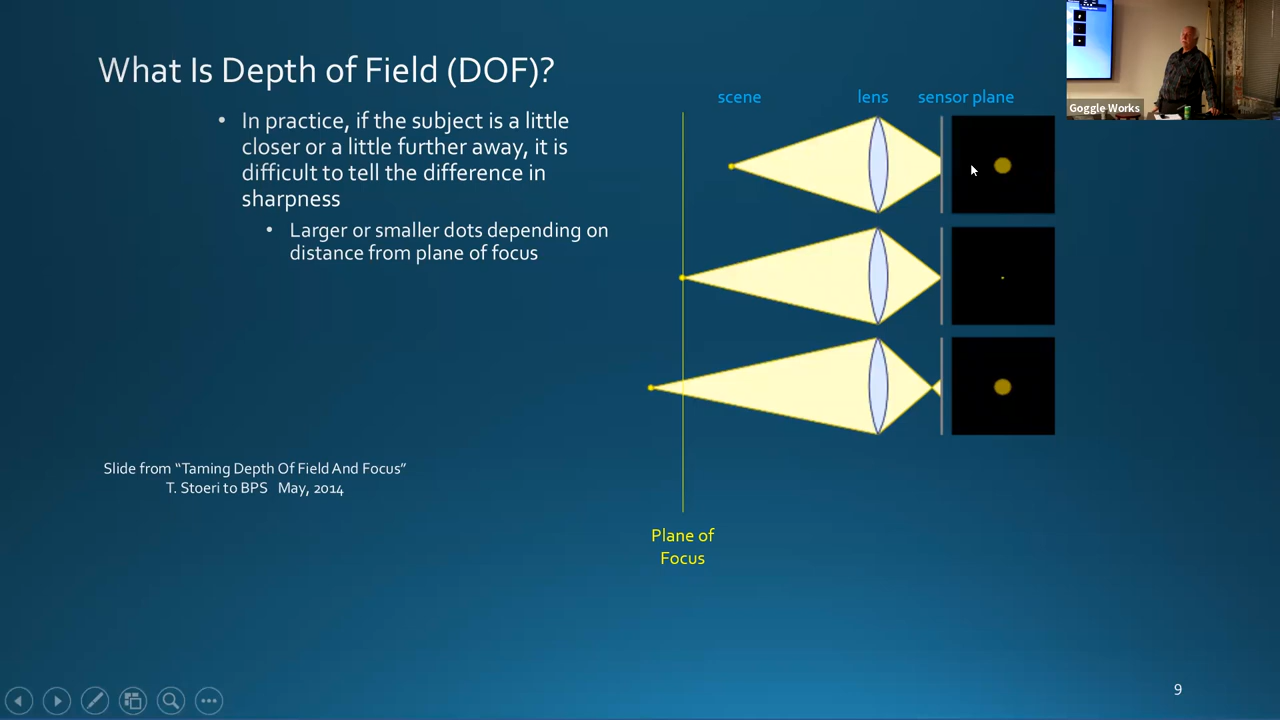 What Is Depth of Field (DOF)?
• In practice, if the subject is a little
closer or a little further away, it is
difficult to tell the difference in
sharpness
• Larger or smaller dots depending on
distance from plane of focus
Slide from “Taming Depth Of Field And Focus”
T. Stoeri to BPS May, 2014
scene
lens
sensor plane
Plane of
Focus
Goggle Works
9